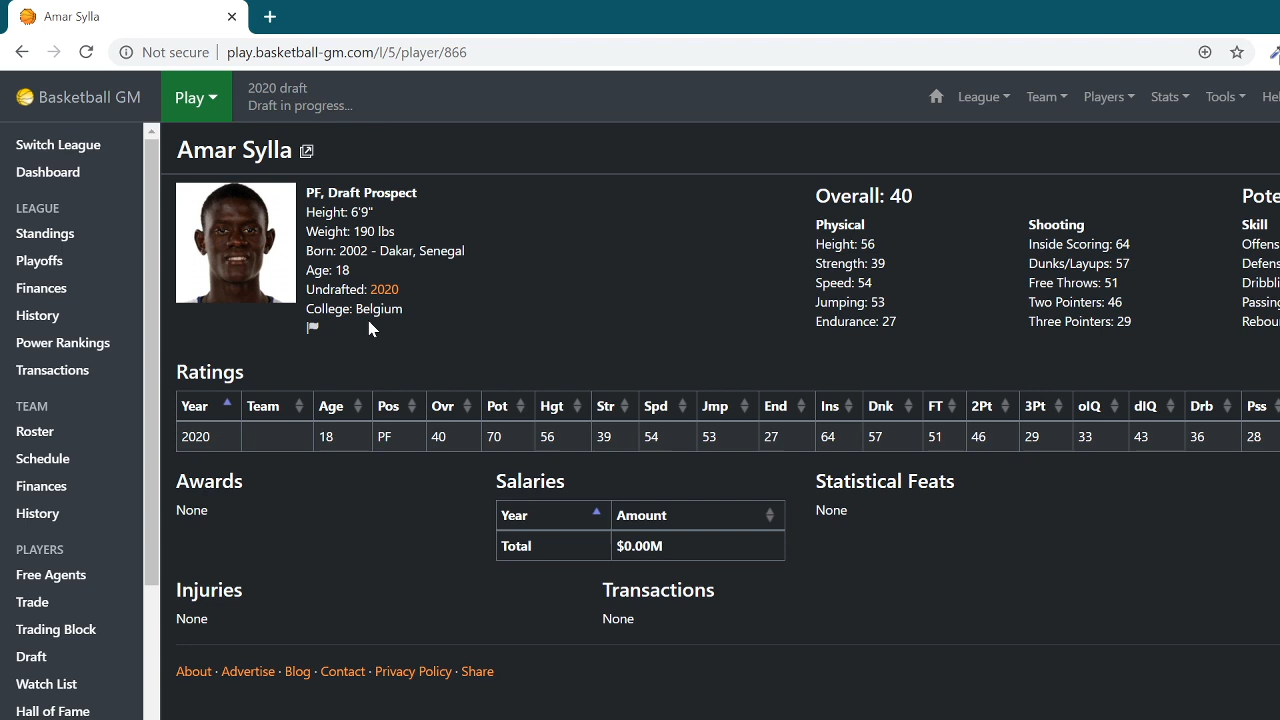 Amar Sylla
Not secure play.basketball-gm.com/l/5/player/866
Basketball GM
Play
2020 draft
Draft in progress...
League Team Players Stats Tools
Switch League
Dashboard
LEAGUE
Standings
Playoffs
Finances
History
Power Rankings
Transactions
TEAM
Roster
Schedule
Finances
History
PLAYERS
Free Agents
Trade
Trading Block
Draft
Watch List
Hall of Fame
Amar Sylla
PF, Draft Prospect
Height: 6'9"
Weight: 190 lbs
Born: 2002 - Dakar, Senegal
Age: 18
Undrafted: 2020
College: Belgium
Overall: 40
Physical
Height: 56
Strength: 39
Speed: 54
Jumping: 53
Endurance: 27
Shooting
Inside Scoring: 64
Dunks/Layups: 57
Free Throws: 51
Two Pointers: 46
Three Pointers: 29
Skill
Ratings
Year Team Age Pos Ovr Pot Hgt Str Spd Jmp End Ins Dnk FT 2Pt 3Pt oIQ dIQ Drb Pss
2020 18 PF 40 70 56 39 54 53 27 64 57 51 46 29 33 43 36 28
Awards
None
Salaries
Year Amount
Total $0.00M
Statistical Feats
None
Injuries
None
Transactions
None
About · Advertise · Blog · Contact · Privacy Policy · Share